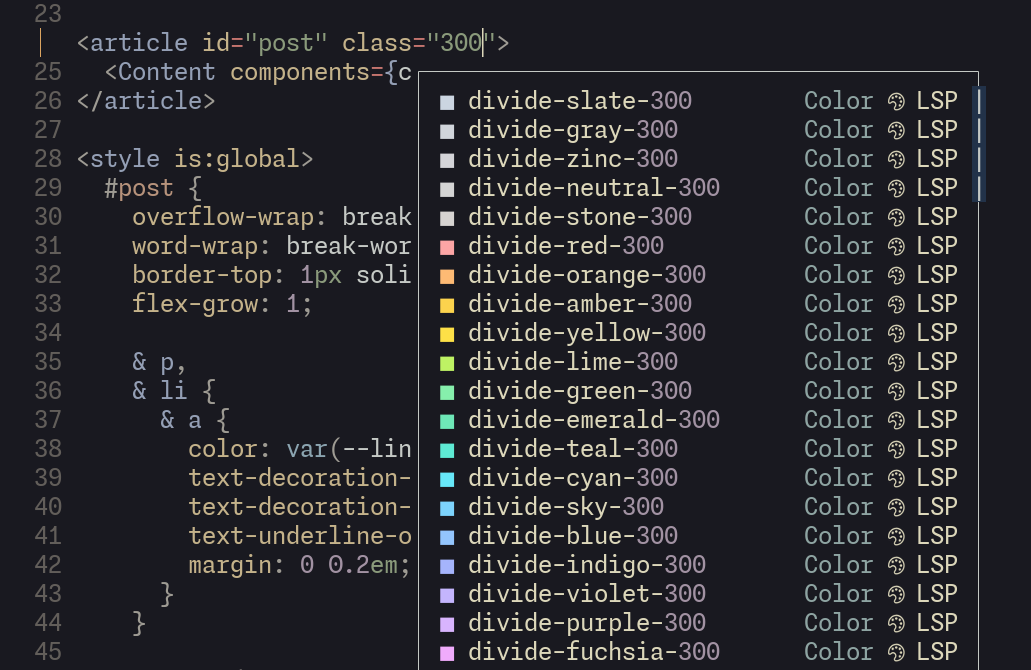 23
<article id="post" class="300">
25 <Content components={c
26 </article> divide-slate-300 Color LSP
27 divide-gray-300 Color LSP
28 <style is:global> divide-zinc-300 Color LSP
29 #post { divide-neutral-300 Color LSP
30 overflow-wrap: break divide-stone-300 Color LSP
31 word-wrap: break-wor divide-red-300 Color LSP
32 border-top: 1px soli divide-orange-300 Color LSP
33 flex-grow: 1; divide-amber-300 Color LSP
34 divide-yellow-300 Color LSP
35 & p, divide-lime-300 Color LSP
36 & li { divide-green-300 Color LSP
37 & a { divide-emerald-300 Color LSP
38 color: var(--lin divide-teal-300 Color LSP
39 text-decoration- divide-cyan-300 Color LSP
40 text-decoration- divide-sky-300 Color LSP
41 text-underline-o divide-blue-300 Color LSP
42 margin: 0 0.2em; divide-indigo-300 Color LSP
43 } divide-violet-300 Color LSP
44 } divide-purple-300 Color LSP
45 divide-fuchsia-300 Color LSP